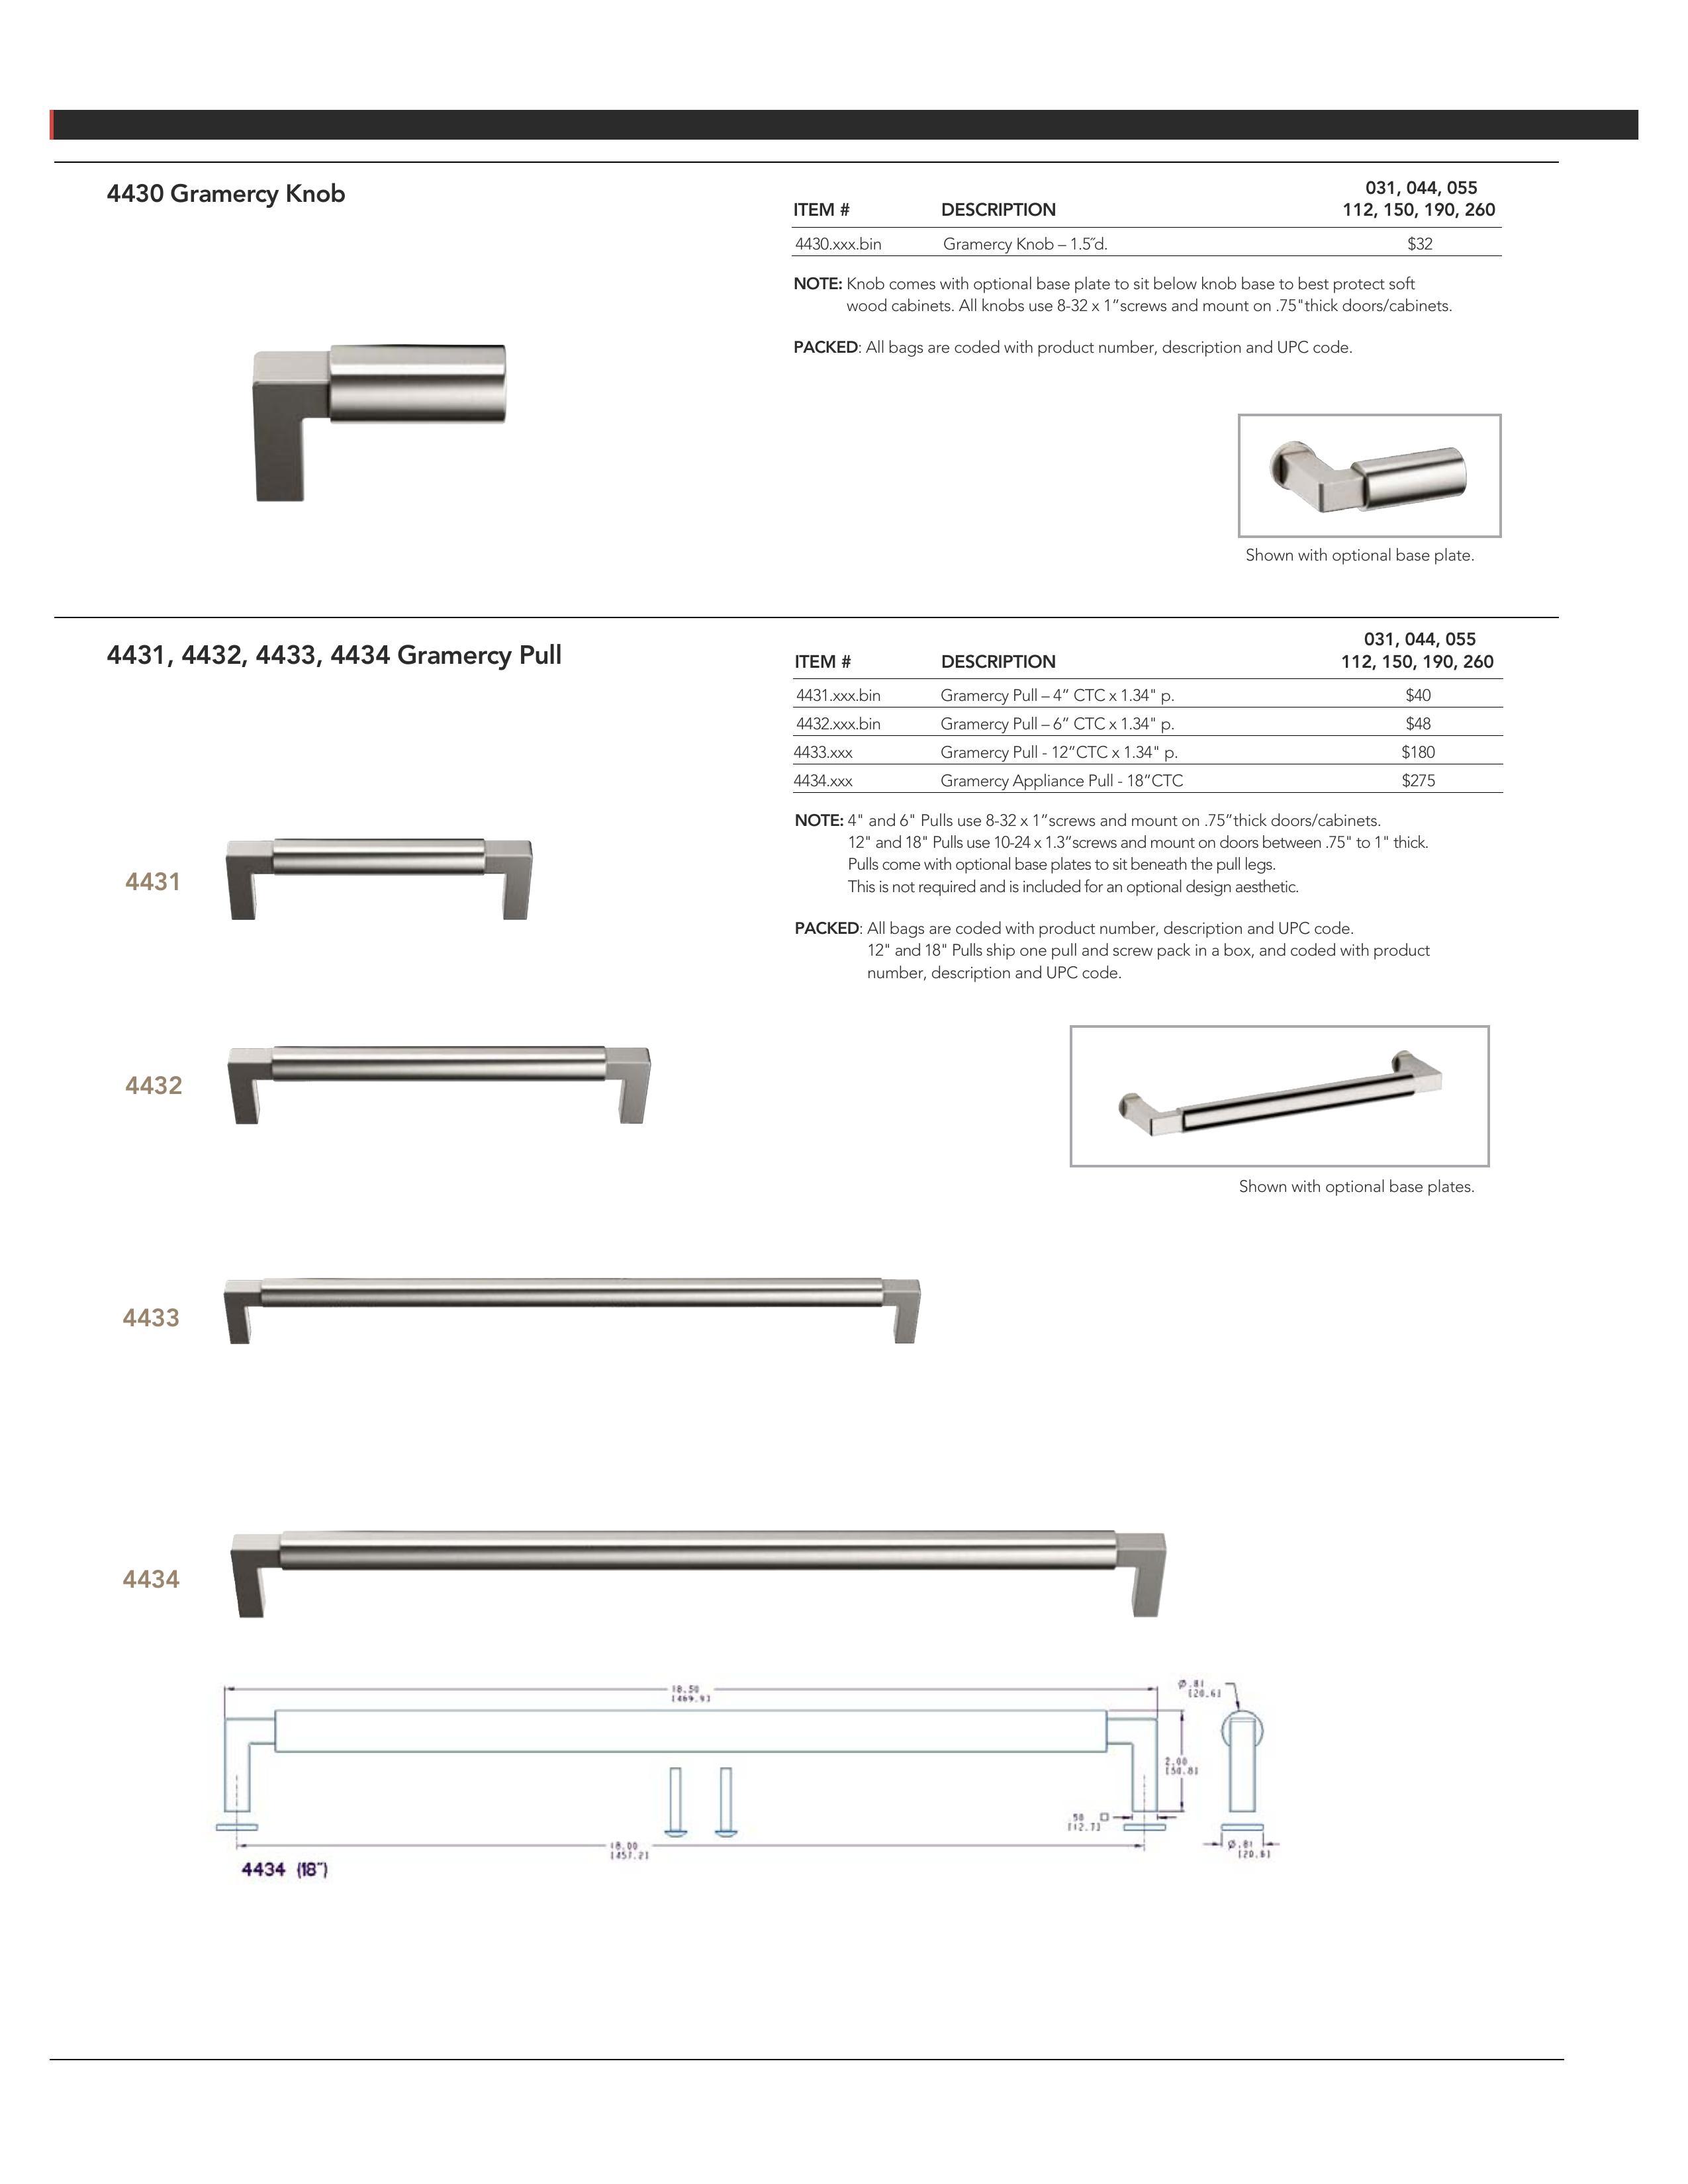 4430 Gramercy Knob
031, 044, 055
ITEM # DESCRIPTION 112, 150, 190, 260
4430.xxx.bin Gramercy Knob – 1.5˝d. $32
NOTE: Knob comes with optional base plate to sit below knob base to best protect soft
wood cabinets. All knobs use 8-32 x 1”screws and mount on .75"thick doors/cabinets.
PACKED: All bags are coded with product number, description and UPC code.
Shown with optional base plate.
4431, 4432, 4433, 4434 Gramercy Pull
031, 044, 055
ITEM # DESCRIPTION 112, 150, 190, 260
4431.xxx.bin Gramercy Pull – 4” CTC x 1.34" p. $40
4432.xxx.bin Gramercy Pull – 6” CTC x 1.34" p. $48
4433.xxx Gramercy Pull - 12”CTC x 1.34" p. $180
4434.xxx Gramercy Appliance Pull - 18”CTC $275
NOTE: 4" and 6" Pulls use 8-32 x 1”screws and mount on .75”thick doors/cabinets.
12" and 18" Pulls use 10-24 x 1.3”screws and mount on doors between .75" to 1" thick.
Pulls come with optional base plates to sit beneath the pull legs.
This is not required and is included for an optional design aesthetic.
PACKED: All bags are coded with product number, description and UPC code.
12" and 18" Pulls ship one pull and screw pack in a box, and coded with product
number, description and UPC code.
4431
4432
Shown with optional base plates.
4433
4434
18.50
[469.9]
Ø.81
[20.6]
2.00
[50.8]
.50
[12.7]
18.00
[457.2]
Ø.81
[20.6]
4434 (18")